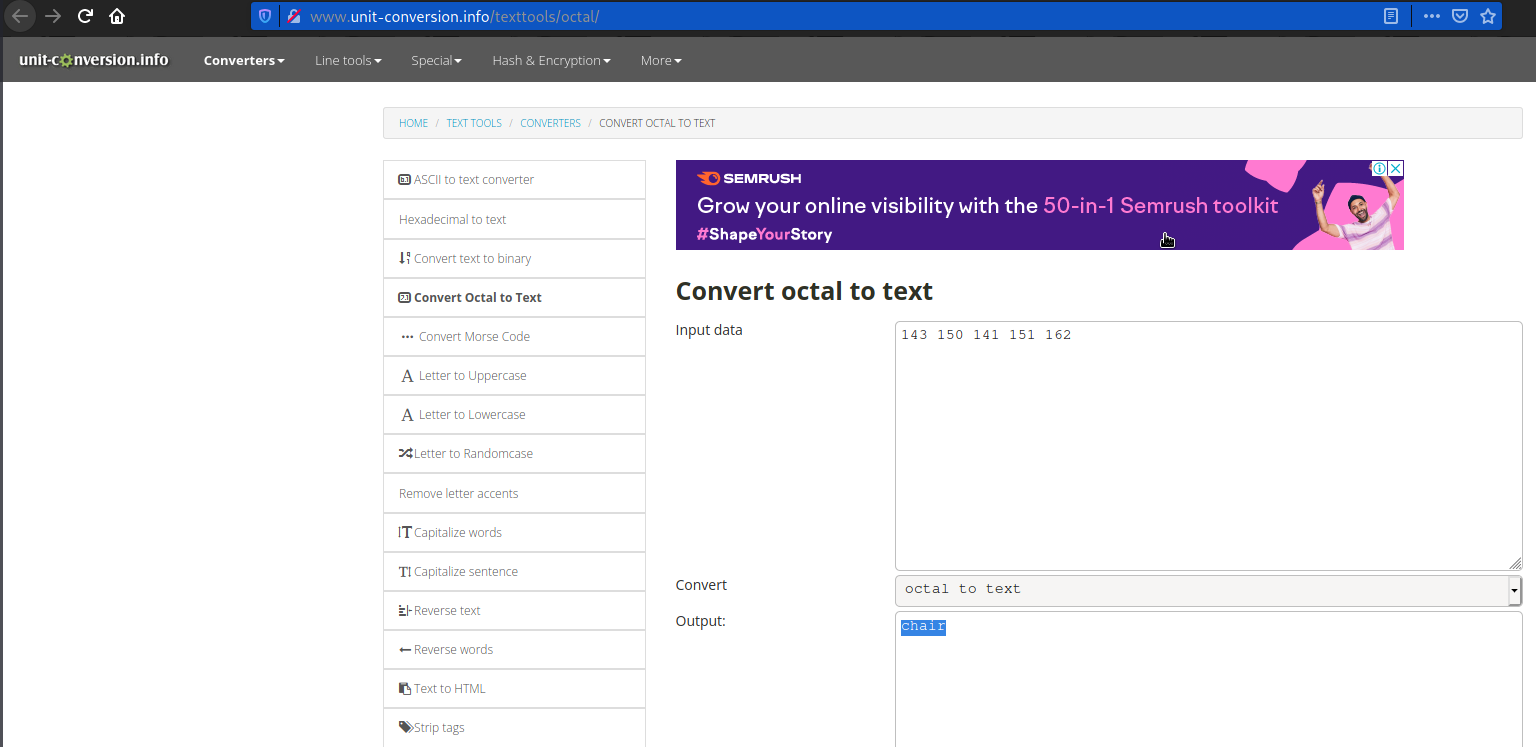 www.unit-conversion.info/texttools/octal/
unit-conversion.info Converters Line tools Special Hash & Encryption More
HOME / TEXT TOOLS / CONVERTERS / CONVERT OCTAL TO TEXT
ASCII to text converter
Hexadecimal to text
Convert text to binary
Convert Octal to Text
Convert Morse Code
Letter to Uppercase
Letter to Lowercase
Letter to Randomcase
Remove letter accents
Capitalize words
Capitalize sentence
Reverse text
Reverse words
Text to HTML
Strip tags
SEMRUSH
Grow your online visibility with the 50-in-1 Semrush toolkit
#ShapeYourStory
Convert octal to text
Input data
143 150 141 151 162
Convert
octal to text
Output:
chair